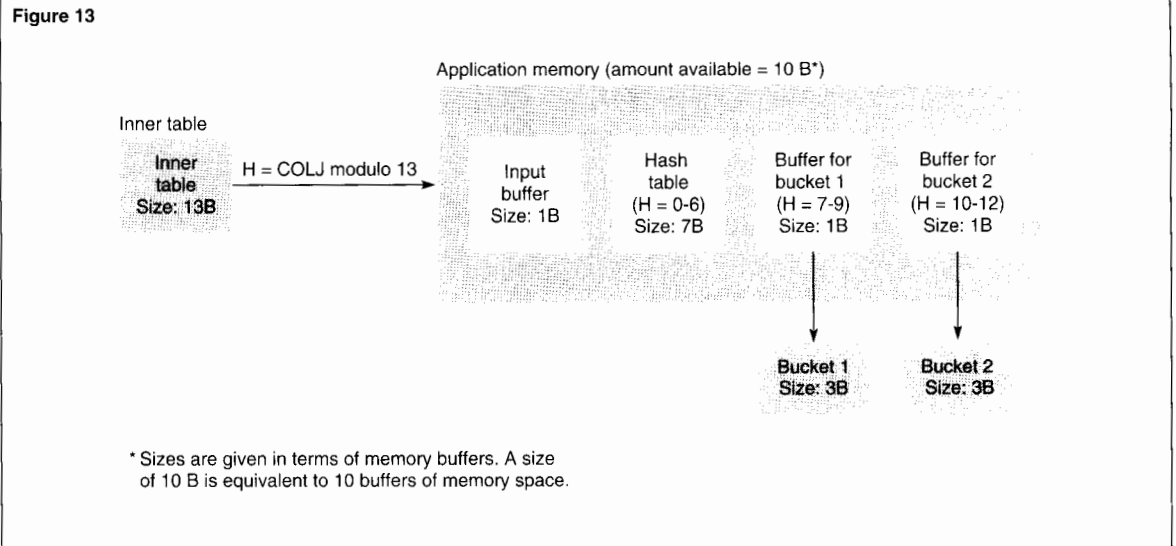 Figure 13
Application memory (amount available = 10 B*)
Inner table
Inner
table
Size: 13B
H = COLJ modulo 13
Input
buffer
Size: 1B
Hash
table
(H = 0-6)
Size: 7B
Buffer for
bucket 1
(H = 7-9)
Size: 1B
Buffer for
bucket 2
(H = 10-12)
Size: 1B
Bucket 1
Size: 3B
Bucket 2
Size: 3B
* Sizes are given in terms of memory buffers. A size
of 10 B is equivalent to 10 buffers of memory space.